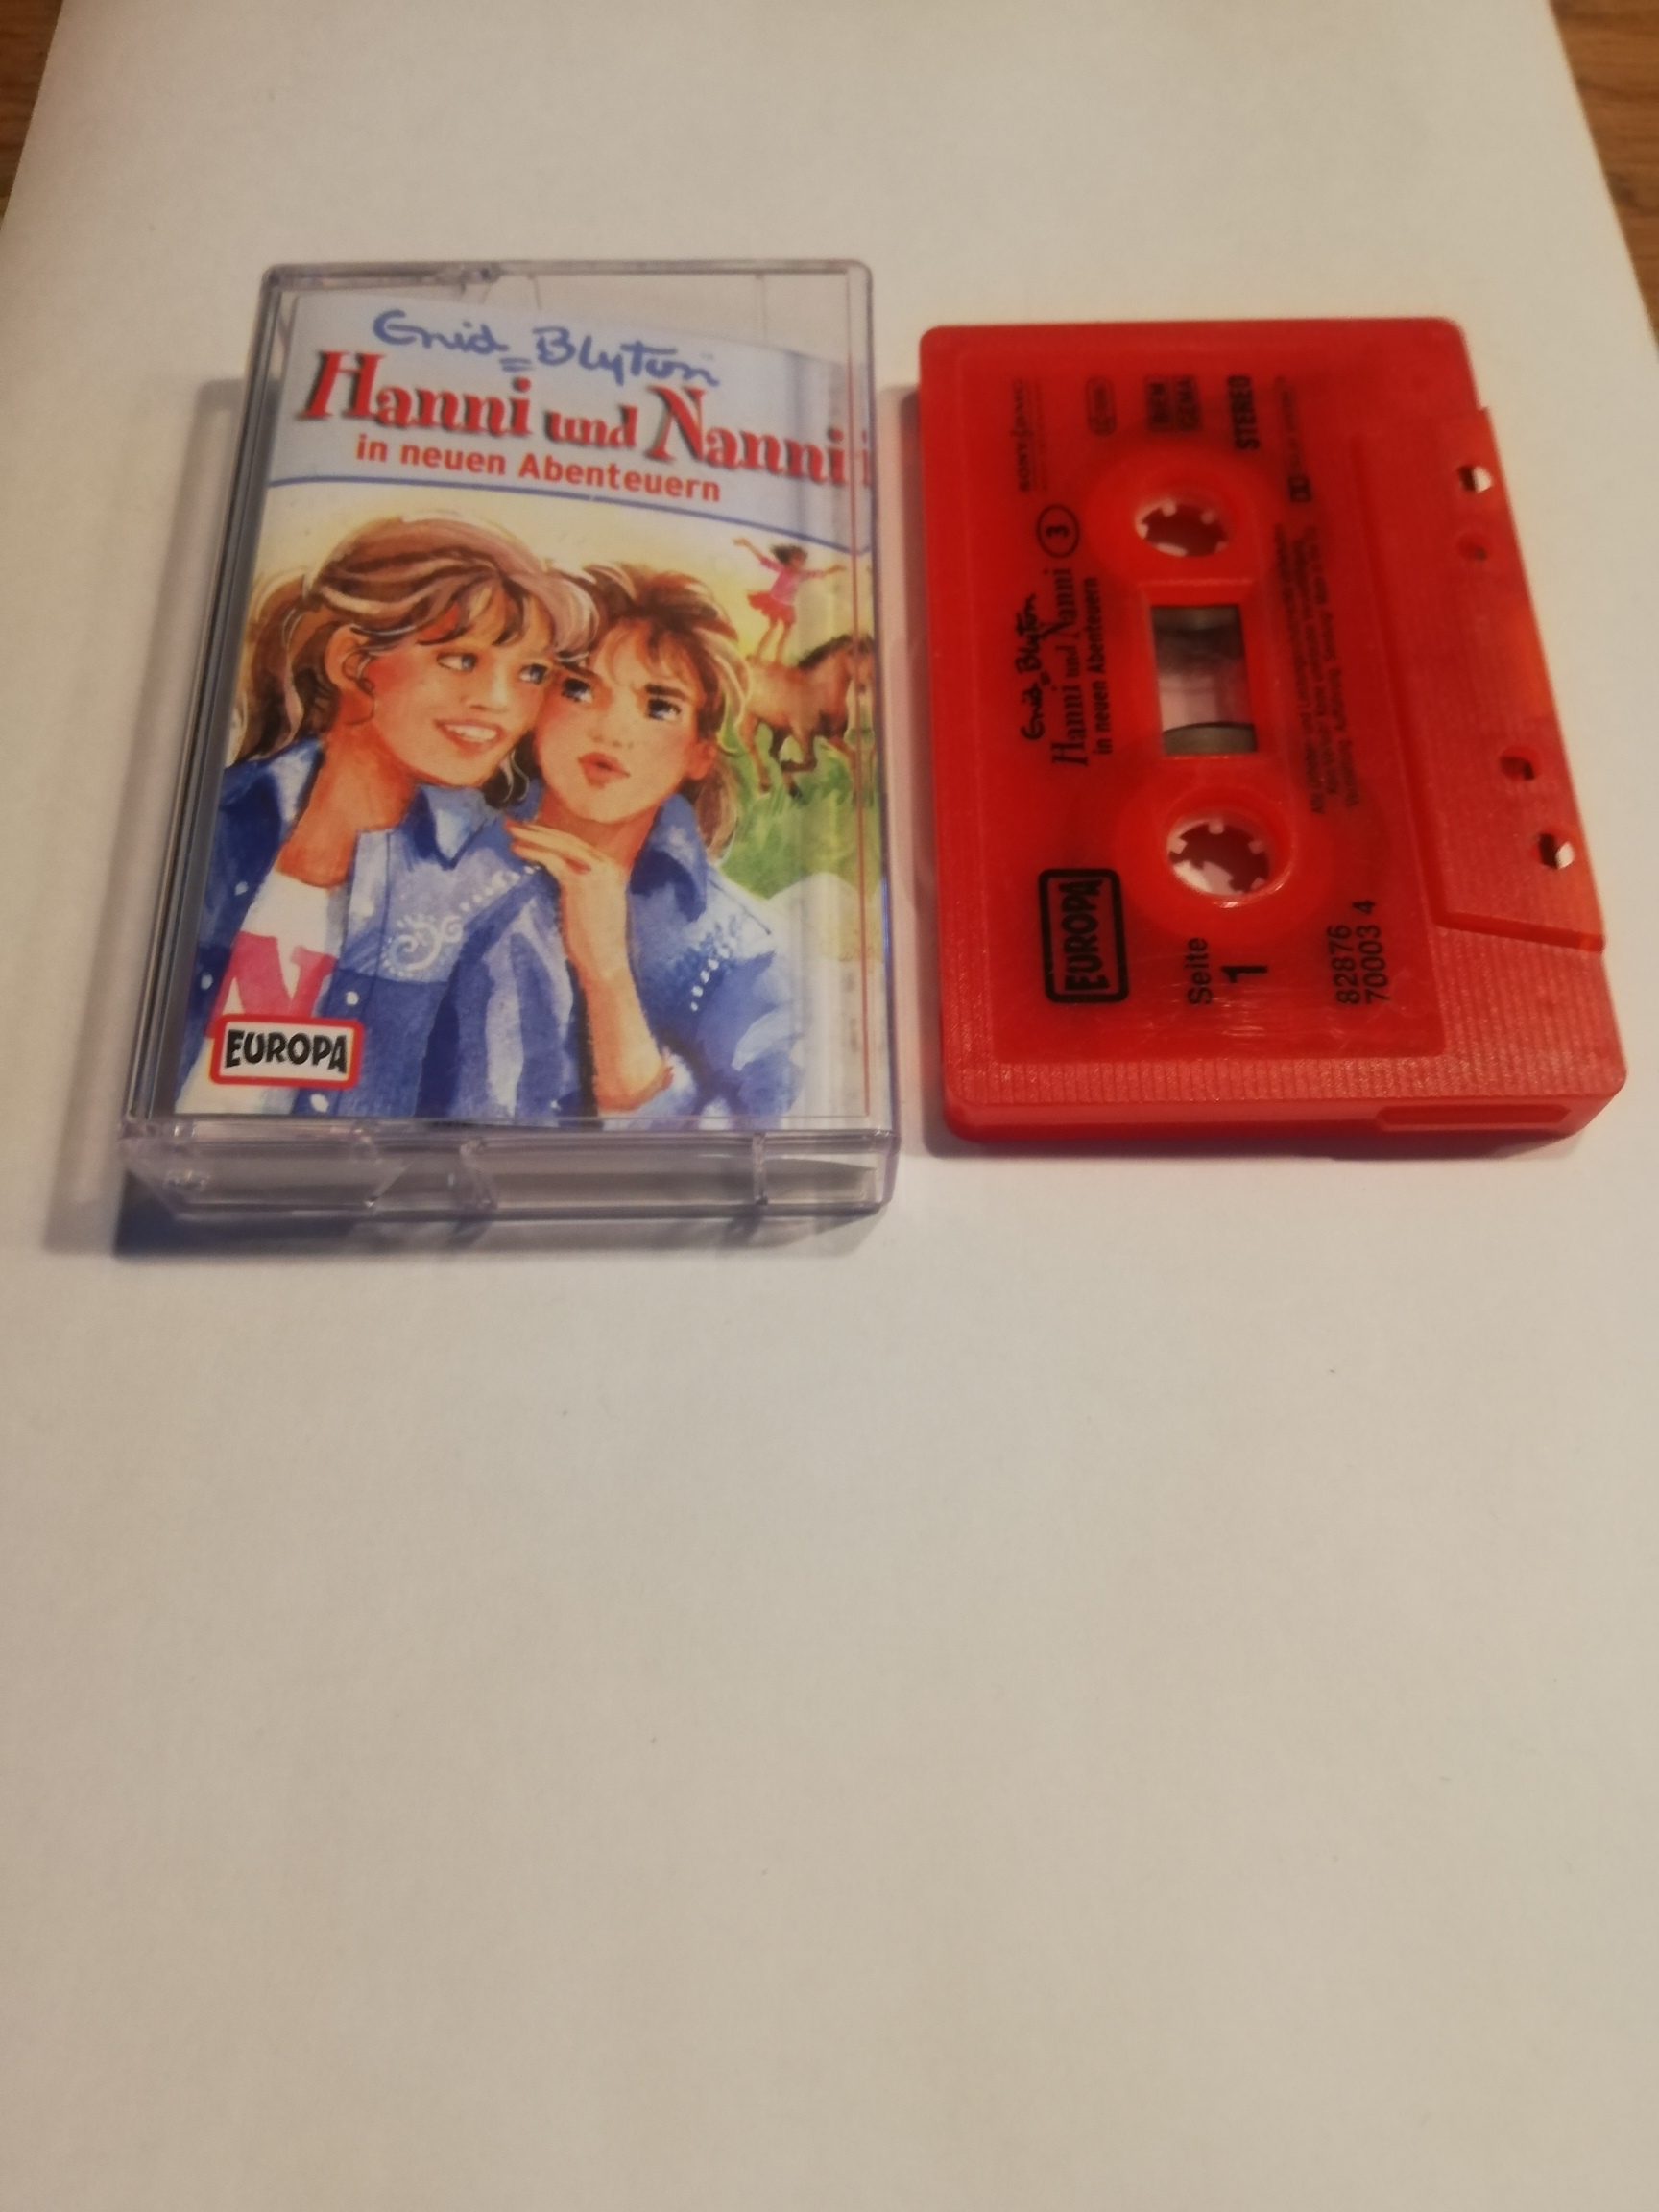 Enid Blyton
Hanni und Nanni
in neuen Abenteuern
N
EUROPA
Enid Blyton
Hanni und Nanni 3
in neuen Abenteuern
EUROPA
Seite
1
82876
70003 4
STEREO
GEMA